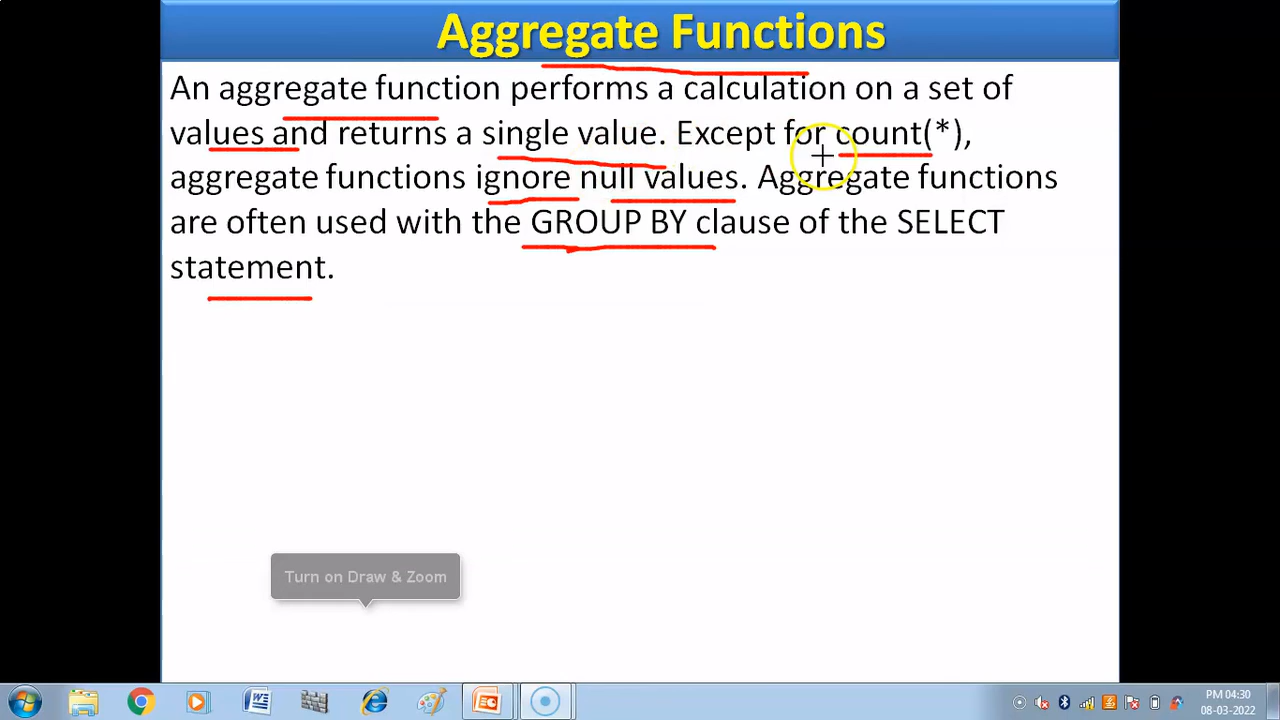 Aggregate Functions
An aggregate function performs a calculation on a set of
values and returns a single value. Except for count(*),
aggregate functions ignore null values. Aggregate functions
are often used with the GROUP BY clause of the SELECT
statement.
Turn on Draw & Zoom
PM 04:30
08-03-2022